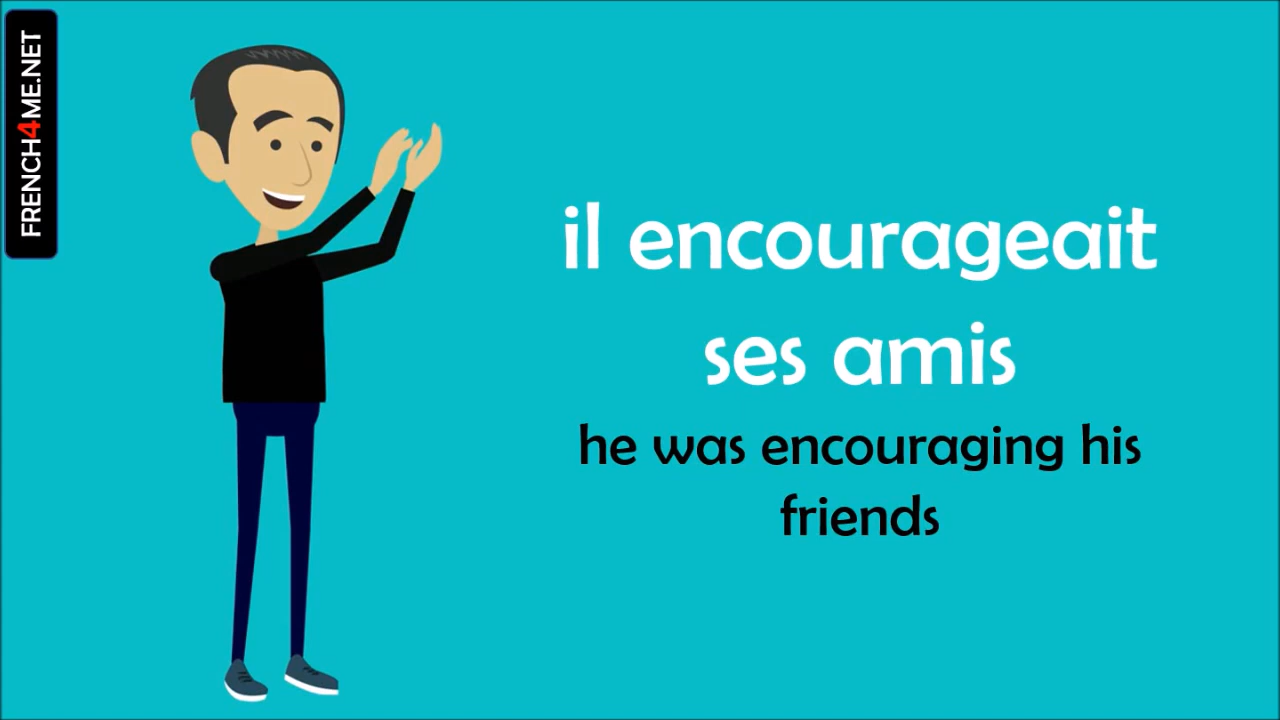 FRENCH4ME.NET
il encourageait
ses amis
he was encouraging his
friends